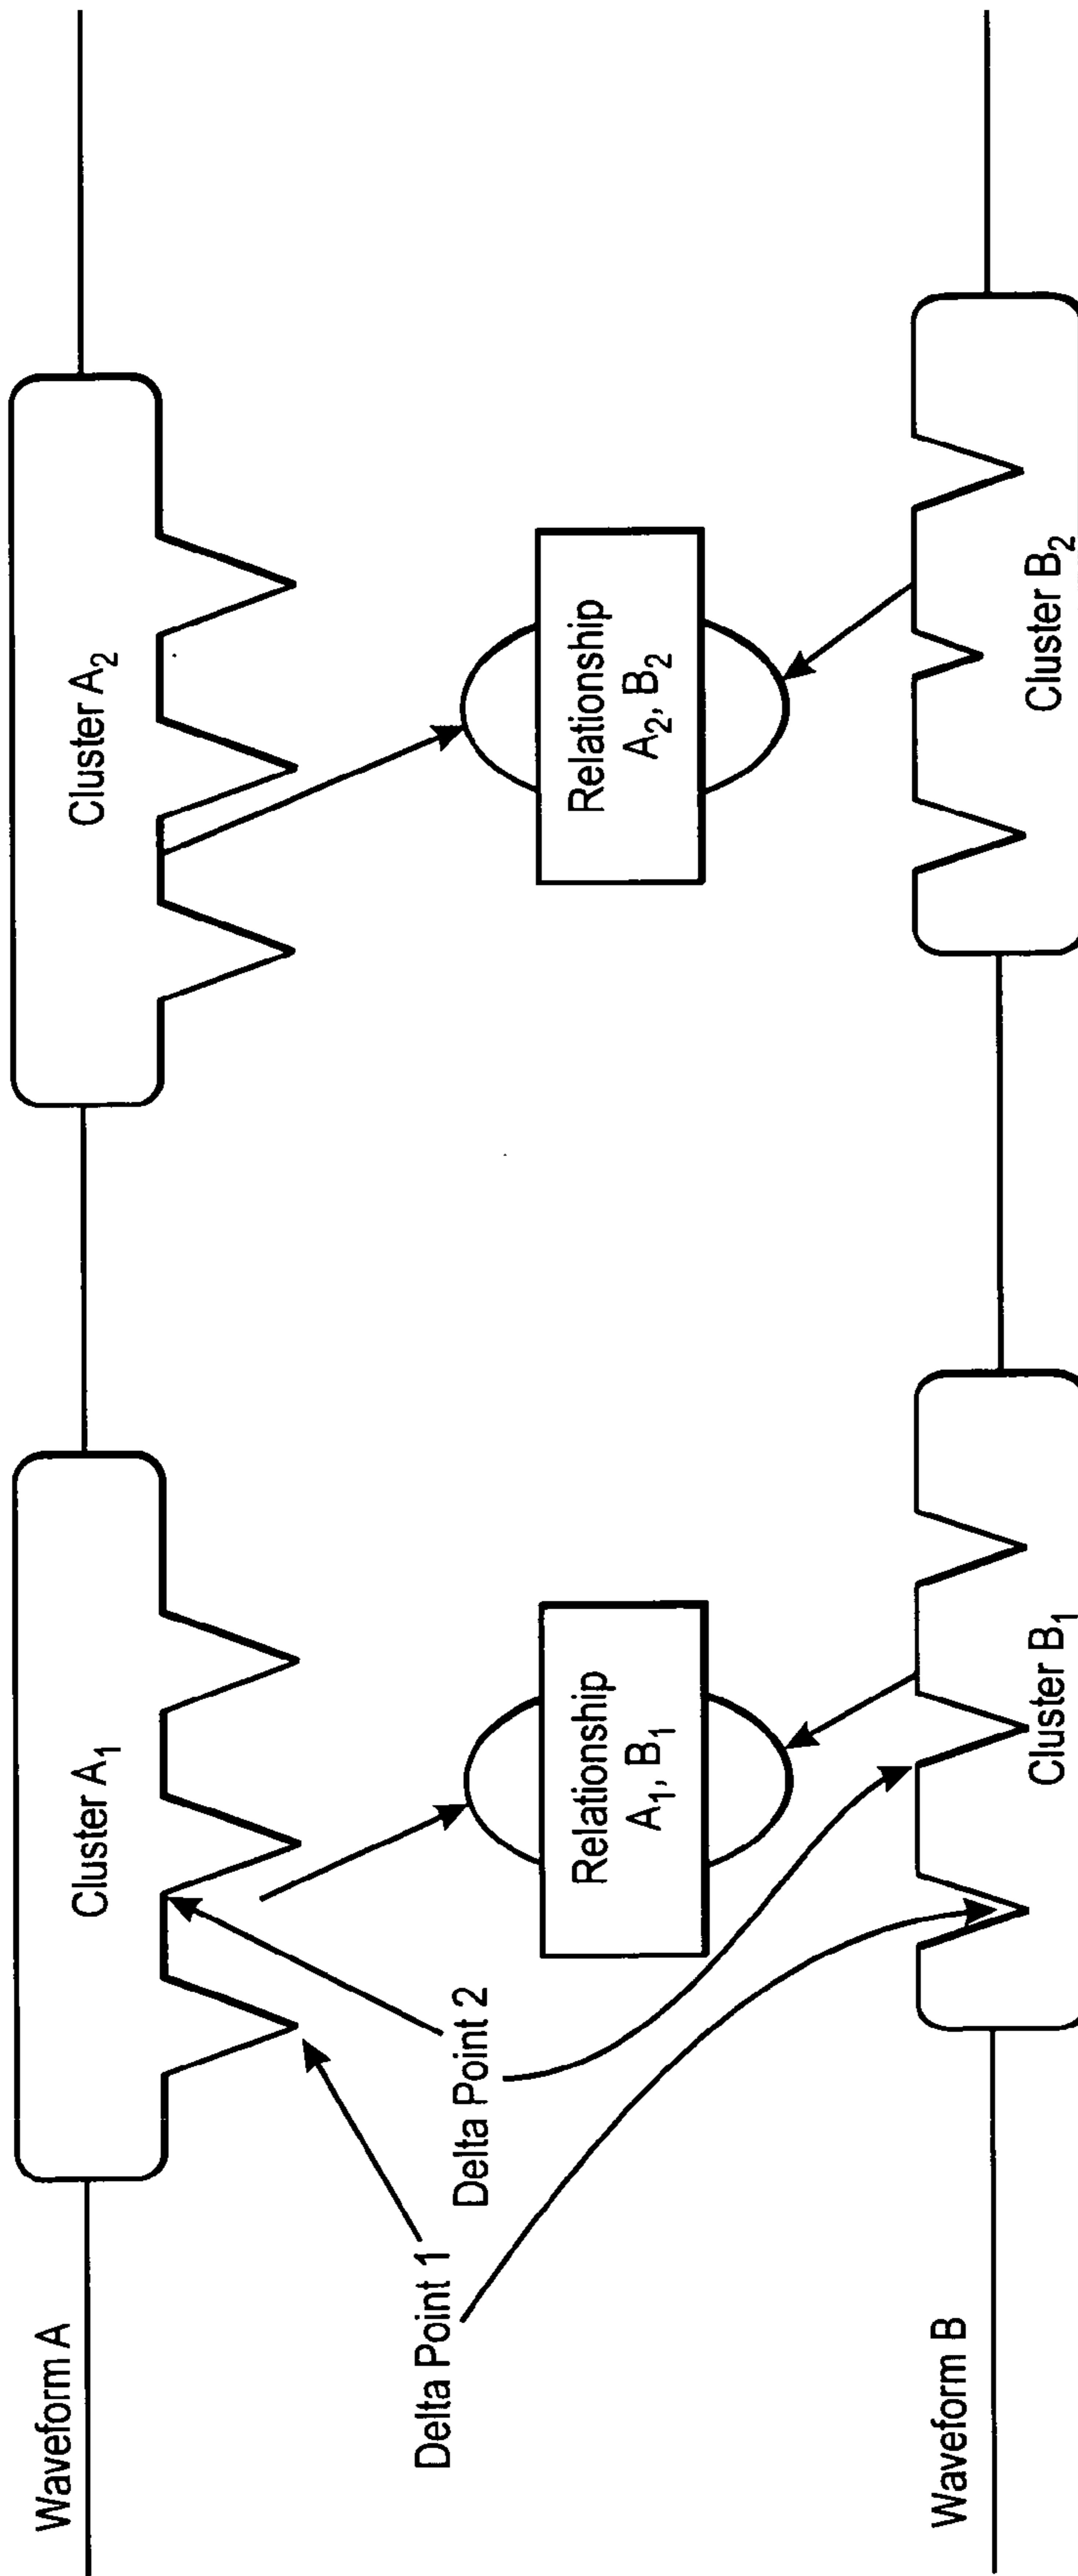 Waveform A
Cluster A₁
Cluster A₂
Delta Point 1
Delta Point 2
Relationship
A₁, B₁
Relationship
A₂, B₂
Waveform B
Cluster B₁
Cluster B₂